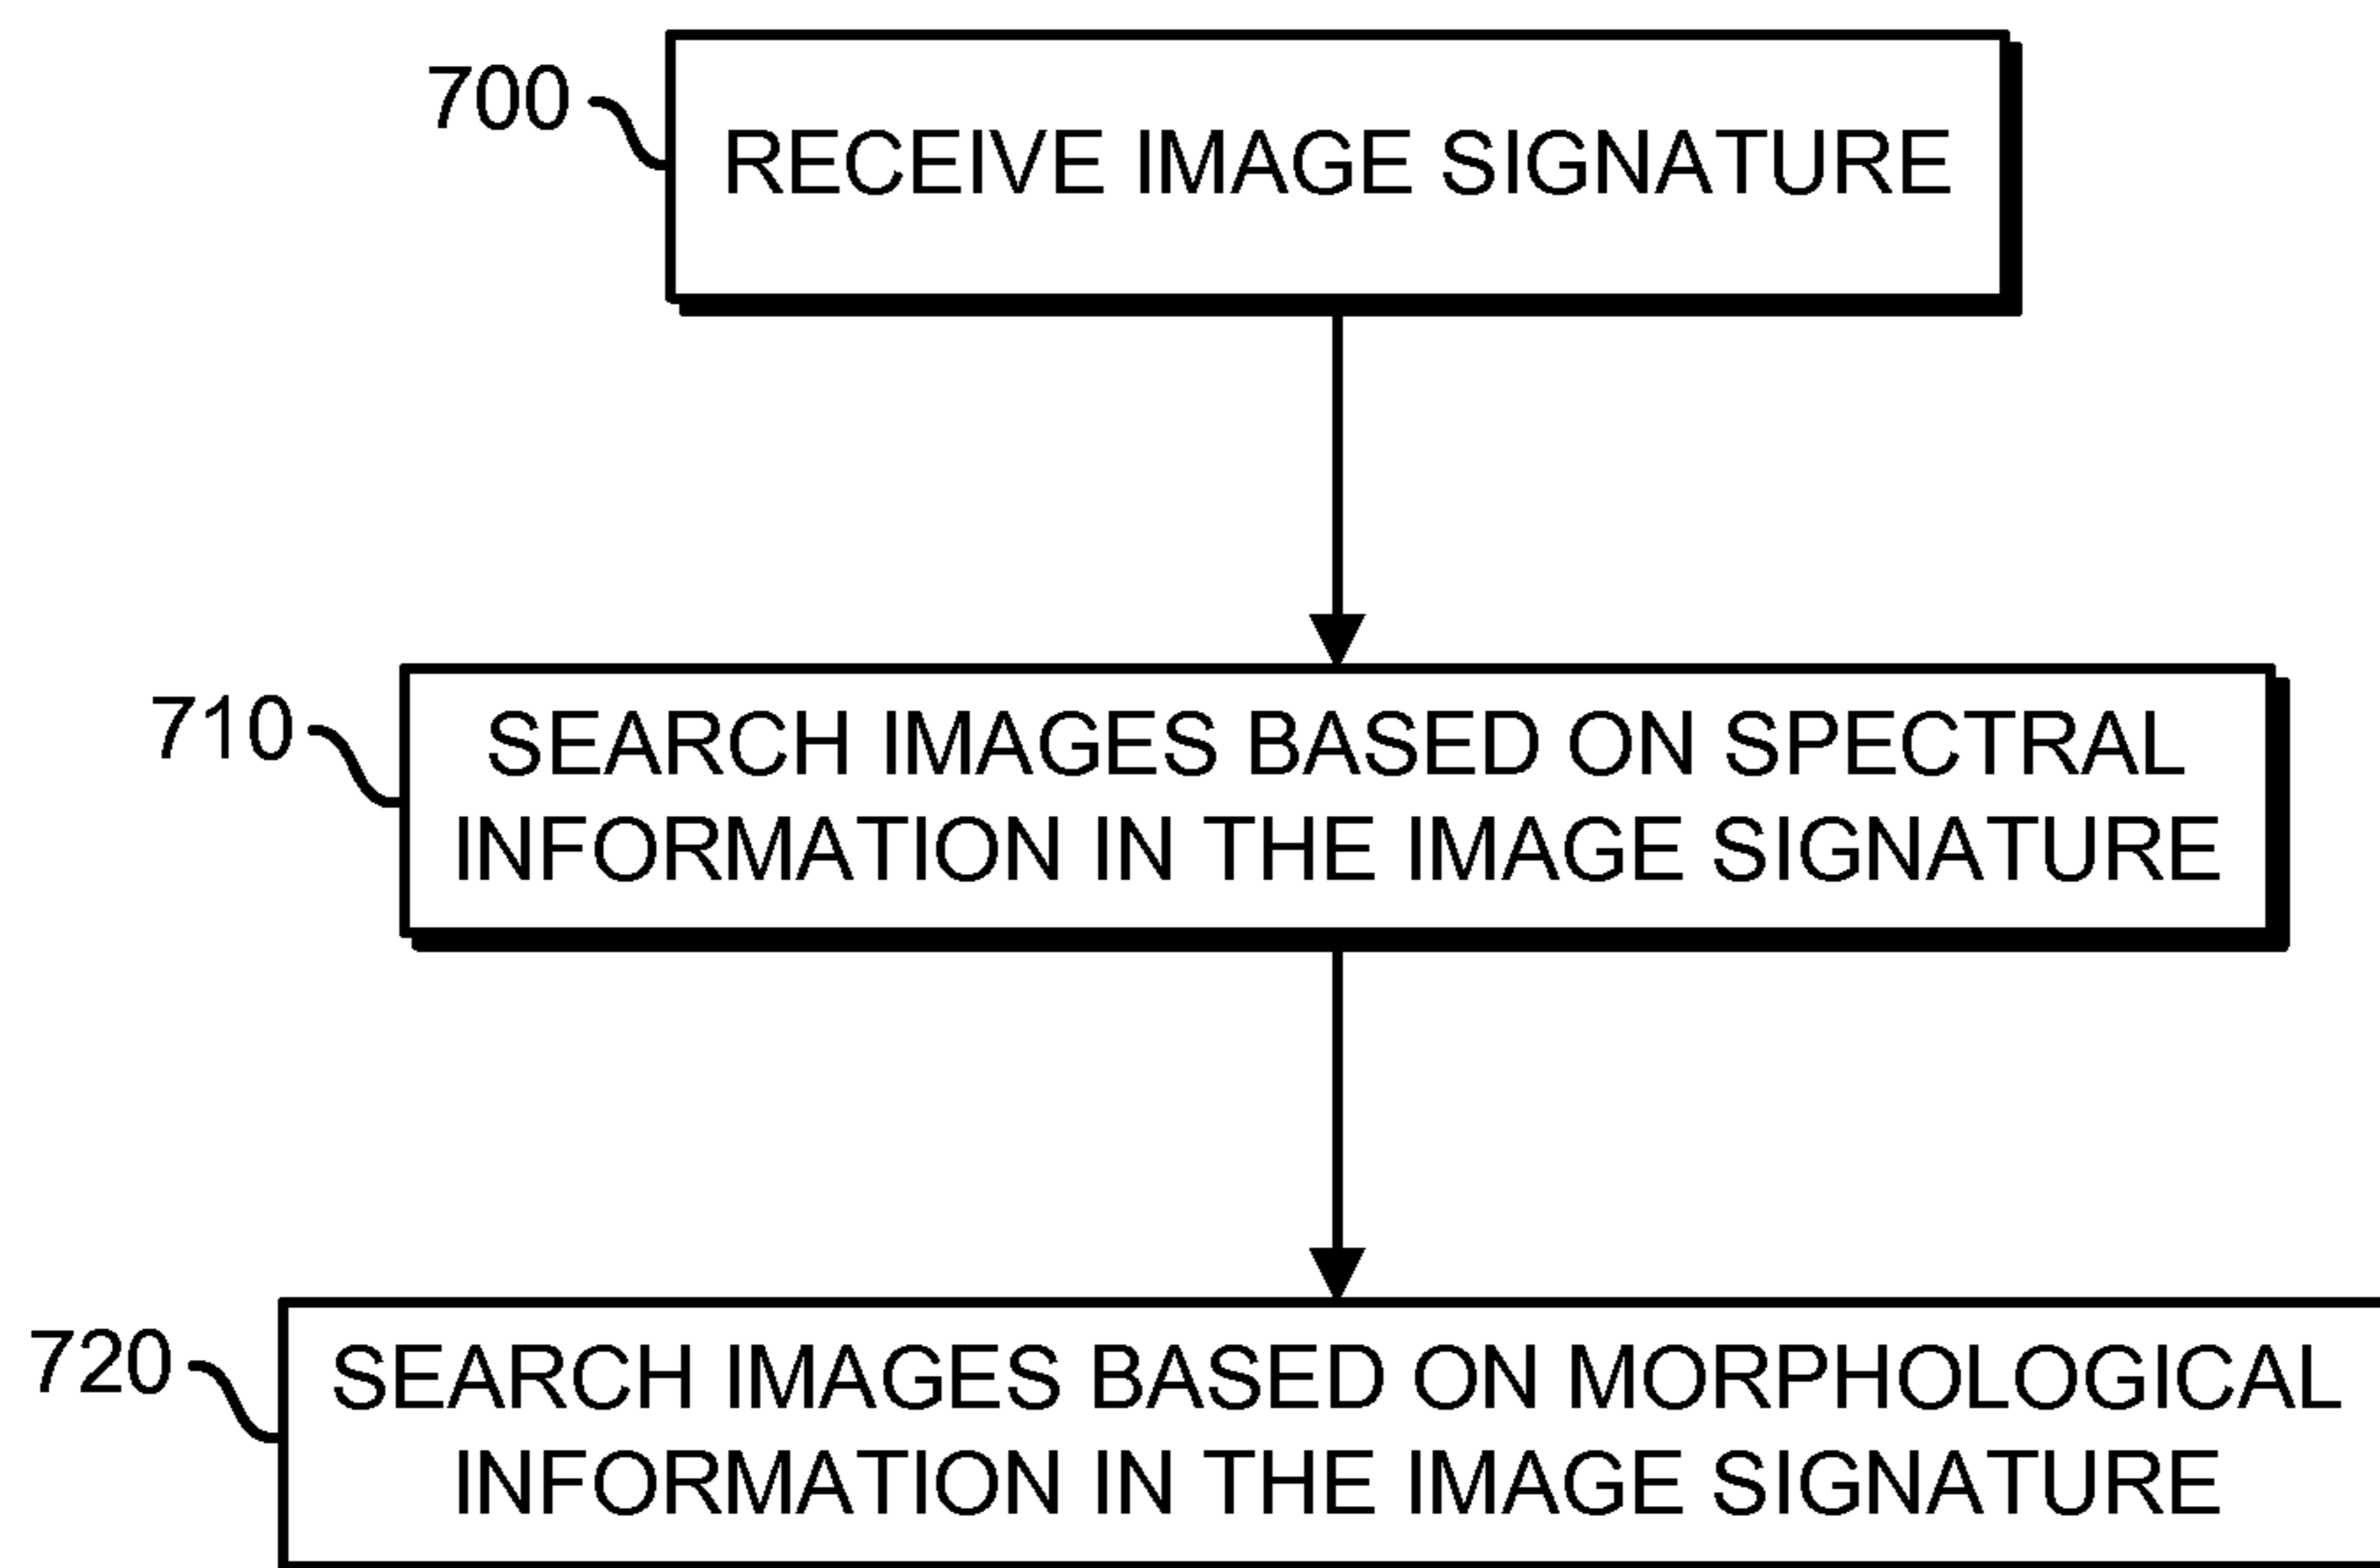 700
RECEIVE IMAGE SIGNATURE
710
SEARCH IMAGES BASED ON SPECTRAL
INFORMATION IN THE IMAGE SIGNATURE
720
SEARCH IMAGES BASED ON MORPHOLOGICAL
INFORMATION IN THE IMAGE SIGNATURE